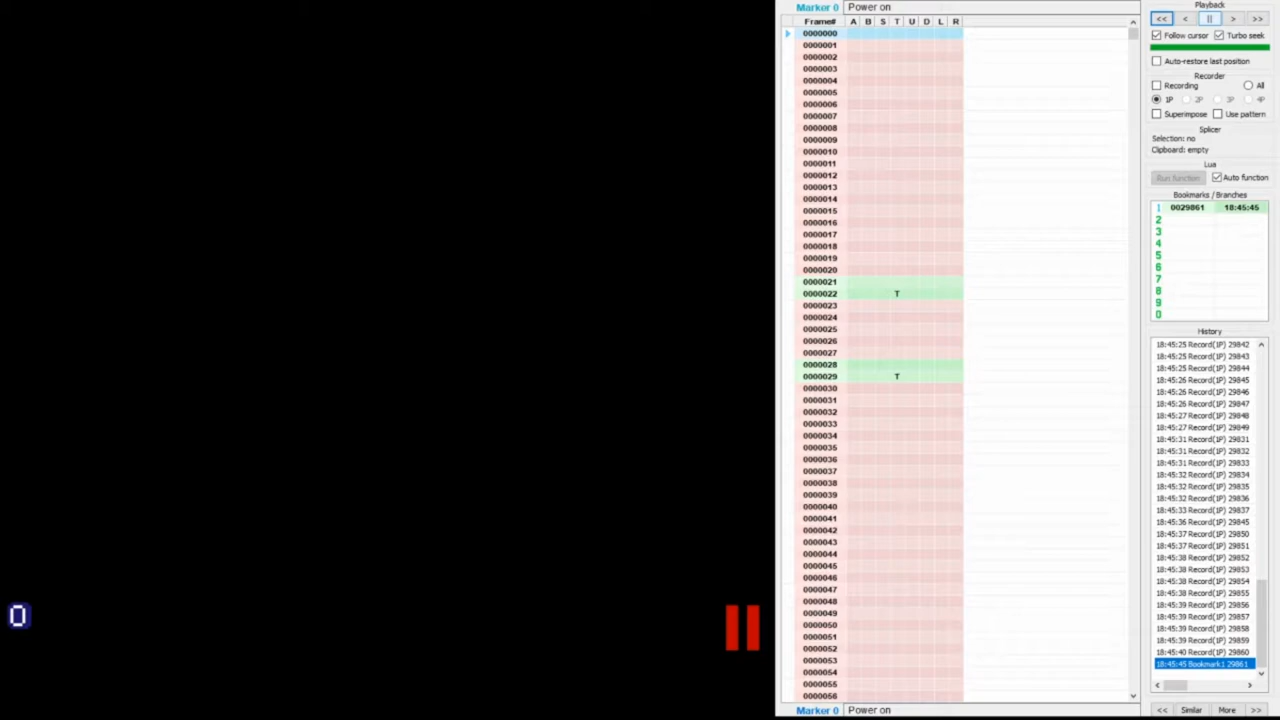 Marker 0 Power on
Frame# A B S T U D L R
0000000
0000001
0000002
0000003
0000004
0000005
0000006
0000007
0000008
0000009
0000010
0000011
0000012
0000013
0000014
0000015
0000016
0000017
0000018
0000019
0000020
0000021
0000022 T
0000023
0000024
0000025
0000026
0000027
0000028
0000029 T
0000030
0000031
0000032
0000033
0000034
0000035
0000036
0000037
0000038
0000039
0000040
0000041
0000042
0000043
0000044
0000045
0000046
0000047
0000048
0000049
0000050
0000051
0000052
0000053
0000054
0000055
0000056
Marker 0 Power on
0
Playback
<< < || > >>
Follow cursor Turbo seek
Auto-restore last position
Recorder
Recording All
1P 2P 3P 4P
Superimpose Use pattern
Splicer
Selection: no
Clipboard: empty
Lua
Run function Auto function
Bookmarks / Branches
1 0029861 18:45:45
2
3
4
5
6
7
8
9
0
History
18:45:25 Record(1P) 29842
18:45:25 Record(1P) 29843
18:45:25 Record(1P) 29844
18:45:26 Record(1P) 29845
18:45:26 Record(1P) 29846
18:45:26 Record(1P) 29847
18:45:27 Record(1P) 29848
18:45:27 Record(1P) 29849
18:45:31 Record(1P) 29831
18:45:31 Record(1P) 29832
18:45:31 Record(1P) 29833
18:45:32 Record(1P) 29834
18:45:32 Record(1P) 29835
18:45:32 Record(1P) 29836
18:45:33 Record(1P) 29837
18:45:36 Record(1P) 29845
18:45:37 Record(1P) 29850
18:45:37 Record(1P) 29851
18:45:38 Record(1P) 29852
18:45:38 Record(1P) 29853
18:45:38 Record(1P) 29854
18:45:38 Record(1P) 29855
18:45:39 Record(1P) 29856
18:45:39 Record(1P) 29857
18:45:39 Record(1P) 29858
18:45:39 Record(1P) 29859
18:45:40 Record(1P) 29860
18:45:45 Bookmark1 29861
<< Similar More >>